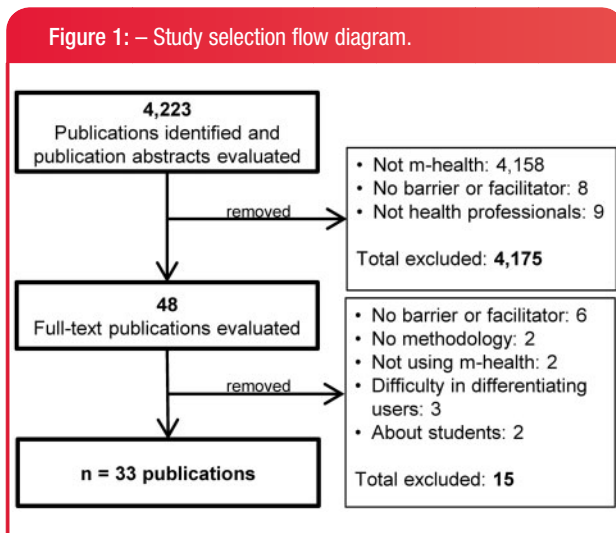 Figure 1: – Study selection flow diagram.
4,223
Publications identified and
publication abstracts evaluated
removed
• Not m-health: 4,158
• No barrier or facilitator: 8
• Not health professionals: 9
Total excluded: 4,175
48
Full-text publications evaluated
removed
• No barrier or facilitator: 6
• No methodology: 2
• Not using m-health: 2
• Difficulty in differentiating
users: 3
• About students: 2
Total excluded: 15
n = 33 publications